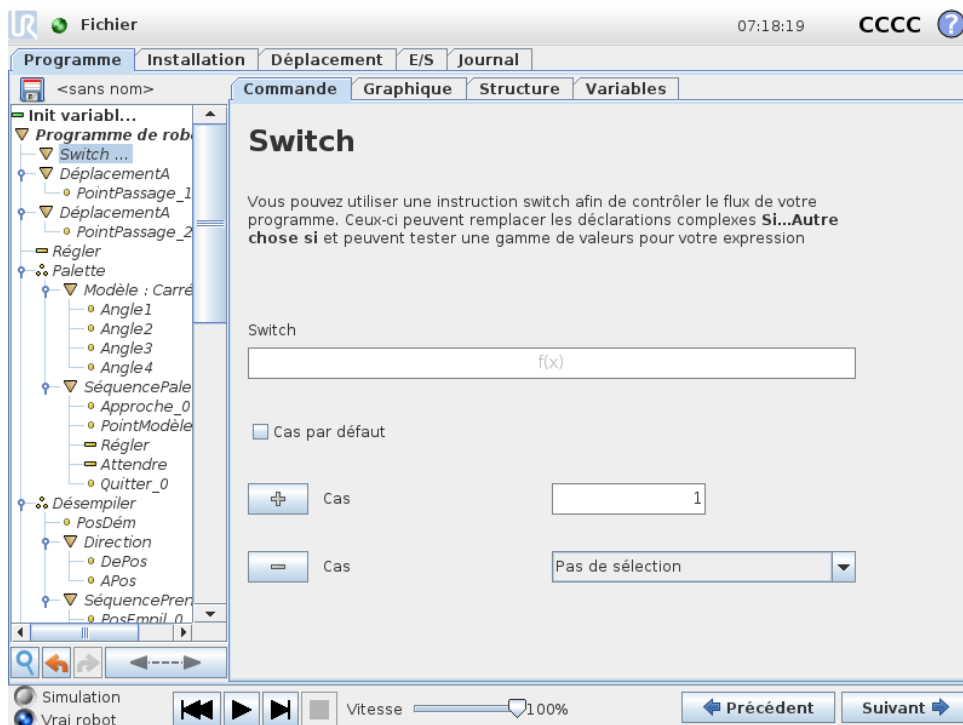 UR Fichier 07:18:19 CCCC ?
Programme Installation Déplacement E/S Journal
<sans nom> Commande Graphique Structure Variables
Init variabl...
Programme de rob
Switch ...
DéplacementA
PointPassage_1
DéplacementA
PointPassage_2
Régler
Palette
Modèle : Carré
Angle1
Angle2
Angle3
Angle4
SéquencePale
Approche_0
PointModèle
Régler
Attendre
Quitter_0
Désempiler
PosDém
Direction
DePos
APos
SéquencePren
PosEmpil_0
Switch
Vous pouvez utiliser une instruction switch afin de contrôler le flux de votre
programme. Ceux-ci peuvent remplacer les déclarations complexes Si...Autre
chose si et peuvent tester une gamme de valeurs pour votre expression
Switch
f(x)
Cas par défaut
Cas 1
Cas Pas de sélection
Simulation
Vrai robot
Vitesse 100%
Précédent Suivant